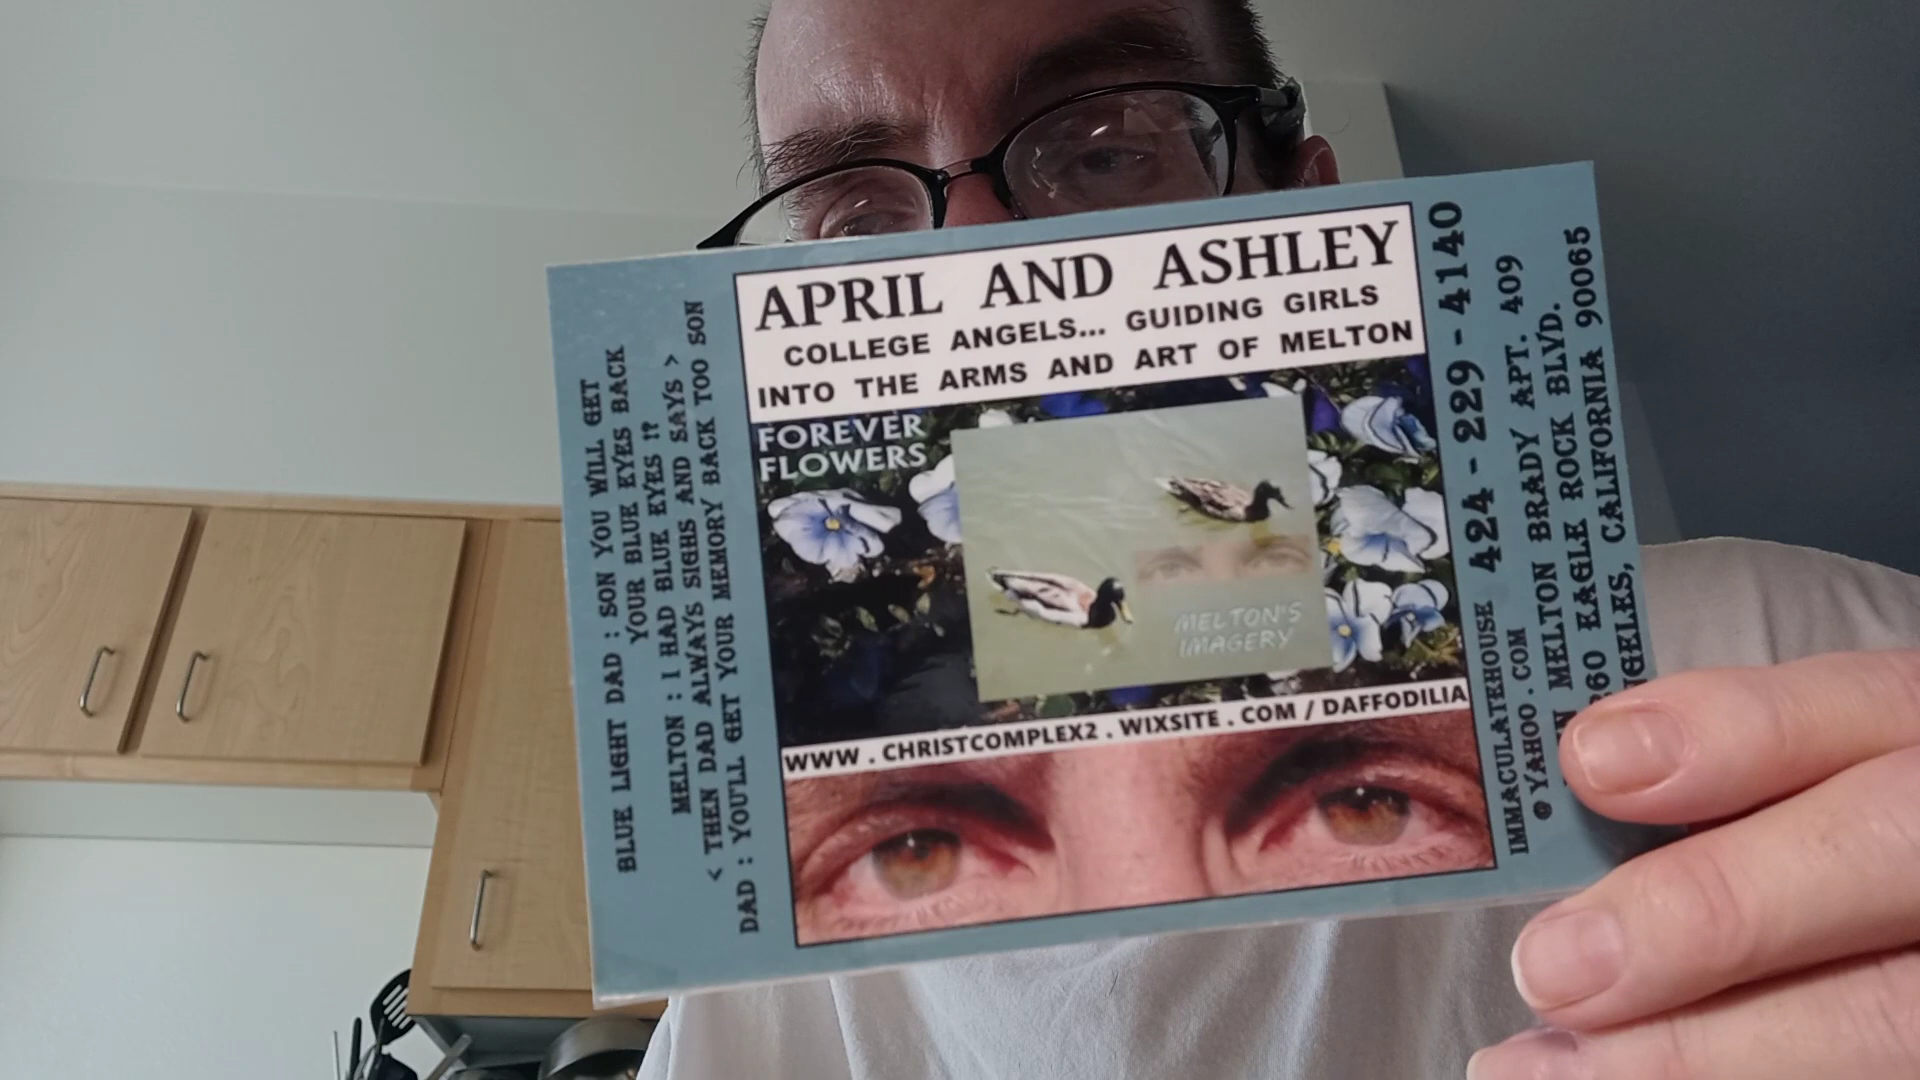 BLUE LIGHT DAD : SON YOU WILL GET
YOUR BLUE EYES BACK
MELTON : I HAD BLUE EYES !?
< THEN DAD ALWAYS SIGHS AND SAYS >
DAD : YOU'LL GET YOUR MEMORY BACK TOO SON
APRIL AND ASHLEY
COLLEGE ANGELS... GUIDING GIRLS
INTO THE ARMS AND ART OF MELTON
FOREVER
FLOWERS
MELTON'S
IMAGERY
WWW . CHRISTCOMPLEX2 . WIXSITE . COM / DAFFODILIA
424 - 229 - 4140
IMMACULATEHOUSE
@ YAHOO . COM
MELTON BRADY APT. 409
60 EAGLE ROCK BLVD.
NGELES, CALIFORNIA 90065